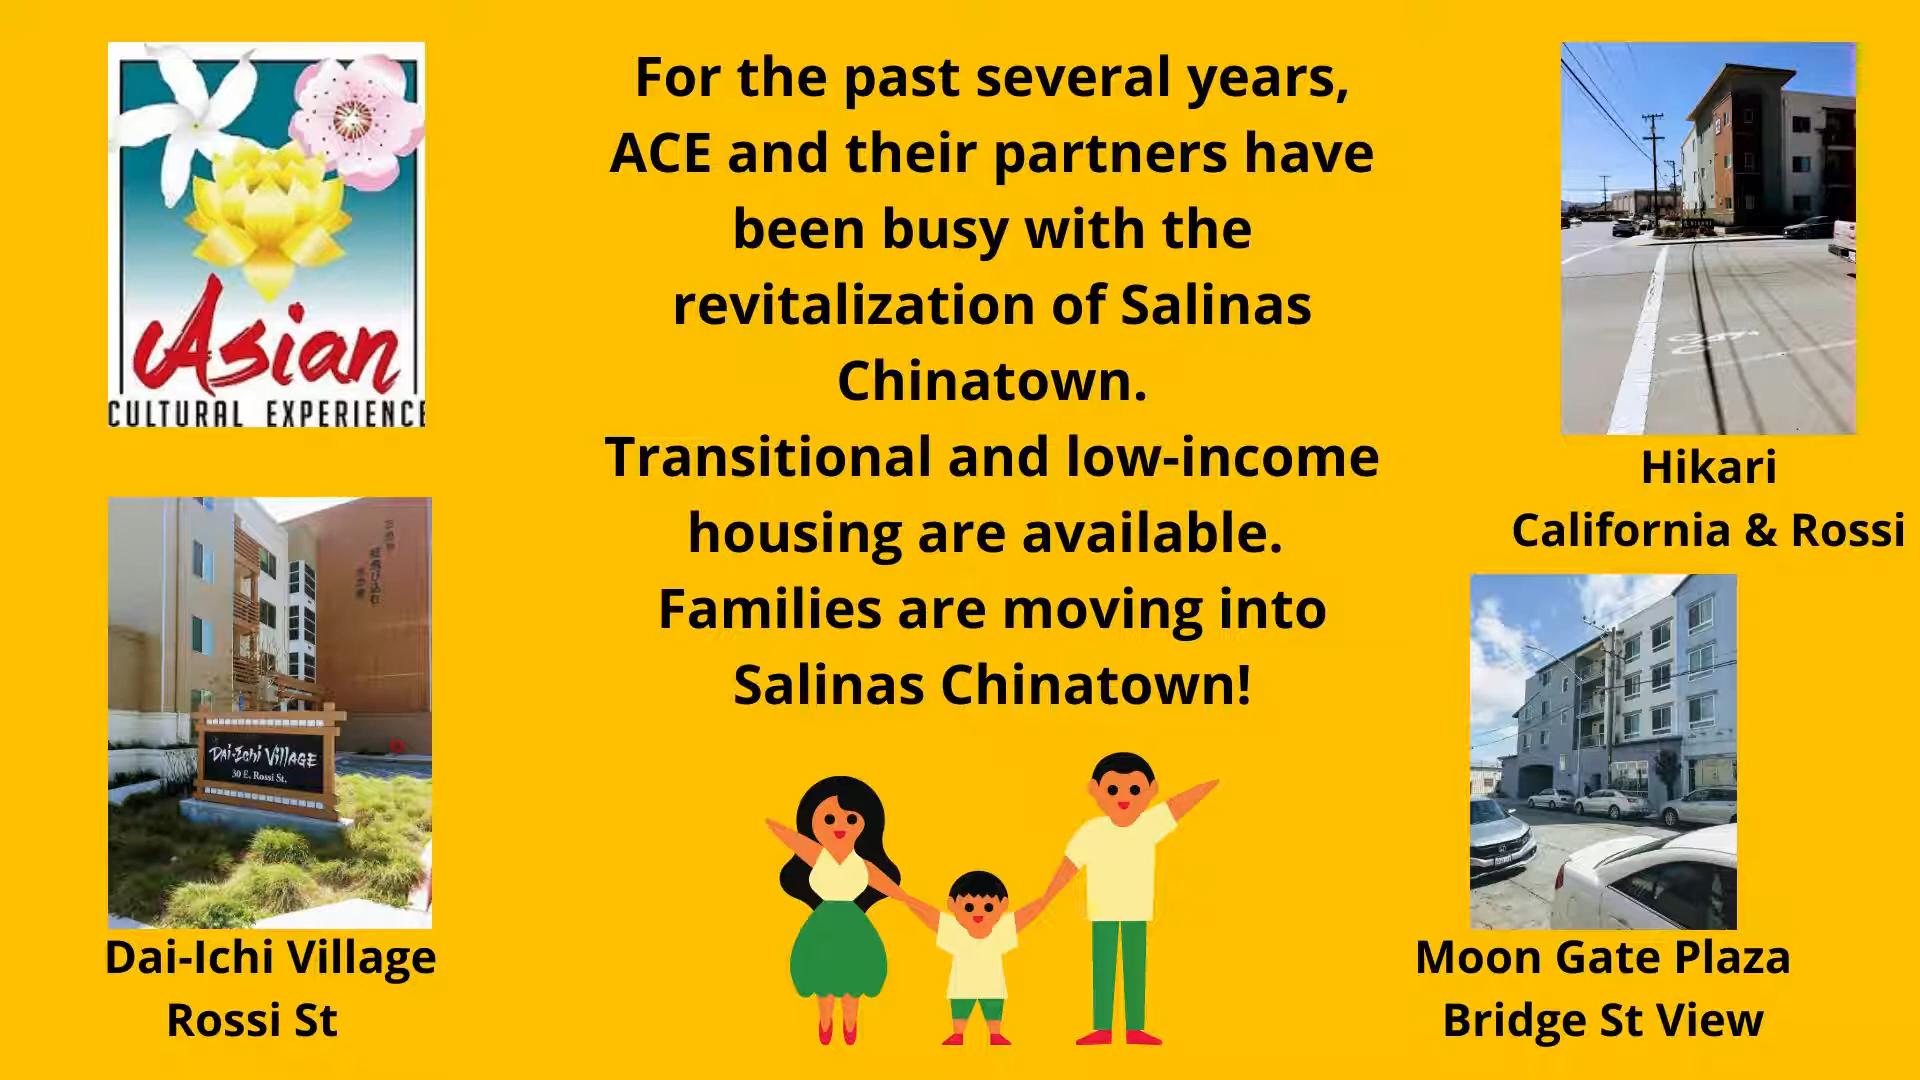 Asian
CULTURAL EXPERIENCE
For the past several years,
ACE and their partners have
been busy with the
revitalization of Salinas
Chinatown.
Transitional and low-income
housing are available.
Families are moving into
Salinas Chinatown!
Hikari
California & Rossi
Dai-Ichi Village
30 E. Rossi St.
Dai-Ichi Village
Rossi St
Moon Gate Plaza
Bridge St View